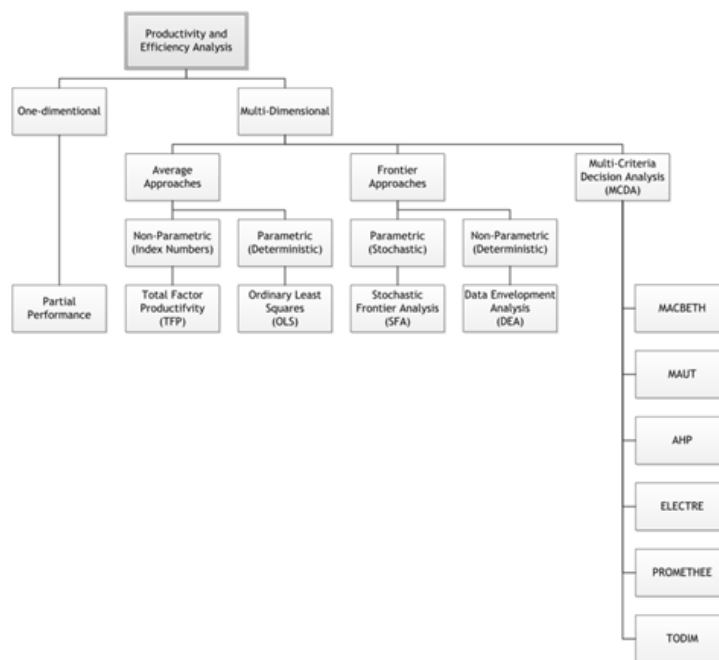 Productivity and
Efficiency Analysis
One-dimentional
Multi-Dimensional
Average
Approaches
Frontier
Approaches
Multi-Criteria
Decision Analysis
(MCDA)
Non-Parametric
(Index Numbers)
Parametric
(Deterministic)
Parametric
(Stochastic)
Non-Parametric
(Deterministic)
Partial
Performance
Total Factor
Productifvity
(TFP)
Ordinary Least
Squares
(OLS)
Stochastic
Frontier Analysis
(SFA)
Data Envelopment
Analysis
(DEA)
MACBETH
MAUT
AHP
ELECTRE
PROMETHEE
TODIM